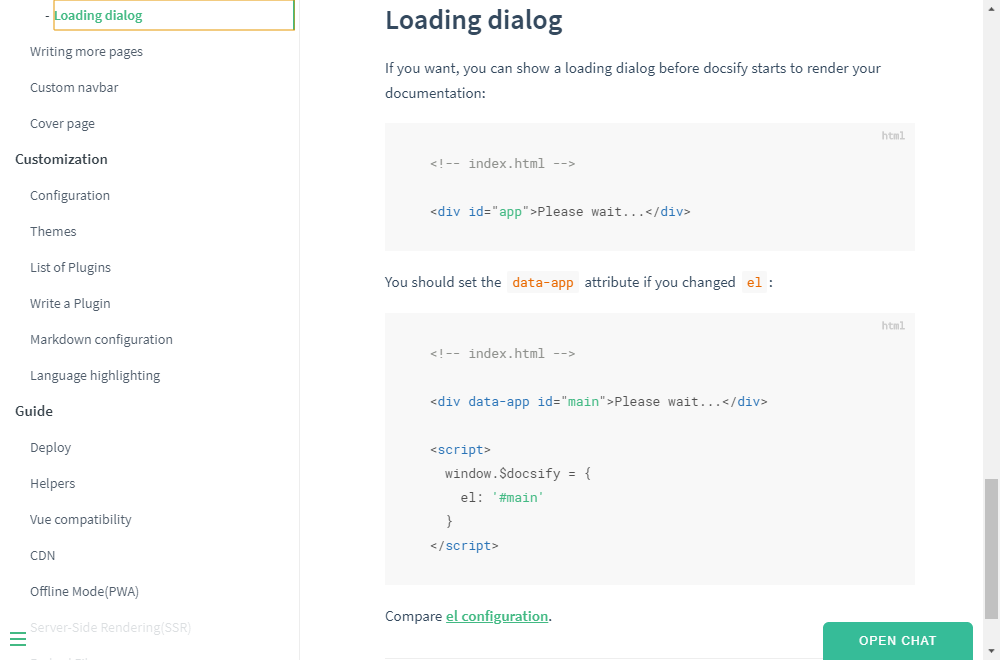 - Loading dialog
Writing more pages
Custom navbar
Cover page
Customization
Configuration
Themes
List of Plugins
Write a Plugin
Markdown configuration
Language highlighting
Guide
Deploy
Helpers
Vue compatibility
CDN
Offline Mode(PWA)
Server-Side Rendering(SSR)
Loading dialog
If you want, you can show a loading dialog before docsify starts to render your
documentation:
html
<!-- index.html -->
<div id="app">Please wait...</div>
You should set the data-app attribute if you changed el :
html
<!-- index.html -->
<div data-app id="main">Please wait...</div>
<script>
window.$docsify = {
el: '#main'
}
</script>
Compare el configuration.
OPEN CHAT